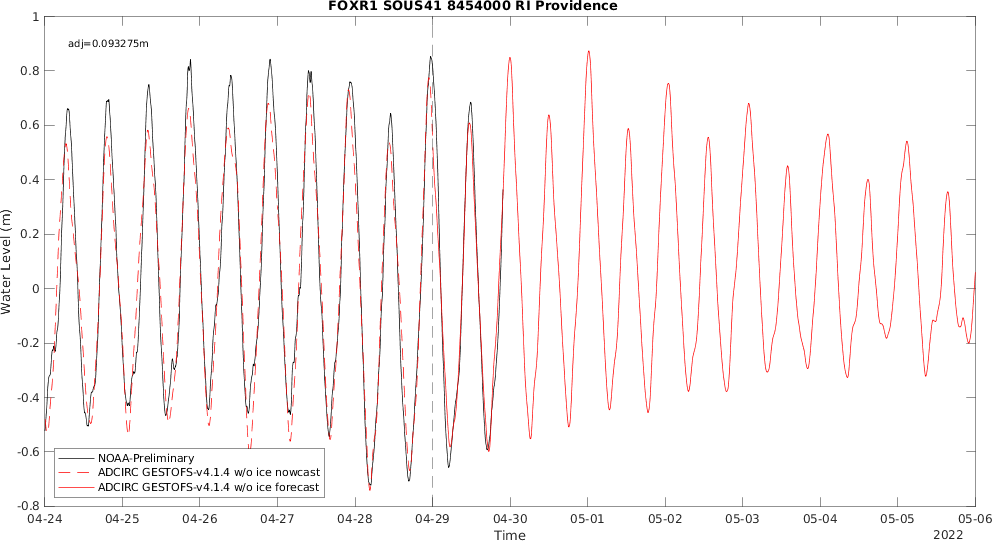 FOXR1 SOUS41 8454000 RI Providence
adj=0.093275m
Water Level (m)
1
0.8
0.6
0.4
0.2
0
-0.2
-0.4
-0.6
-0.8
NOAA-Preliminary
ADCIRC GESTOFS-v4.1.4 w/o ice nowcast
ADCIRC GESTOFS-v4.1.4 w/o ice forecast
04-24 04-25 04-26 04-27 04-28 04-29 04-30 05-01 05-02 05-03 05-04 05-05 05-06
Time
2022